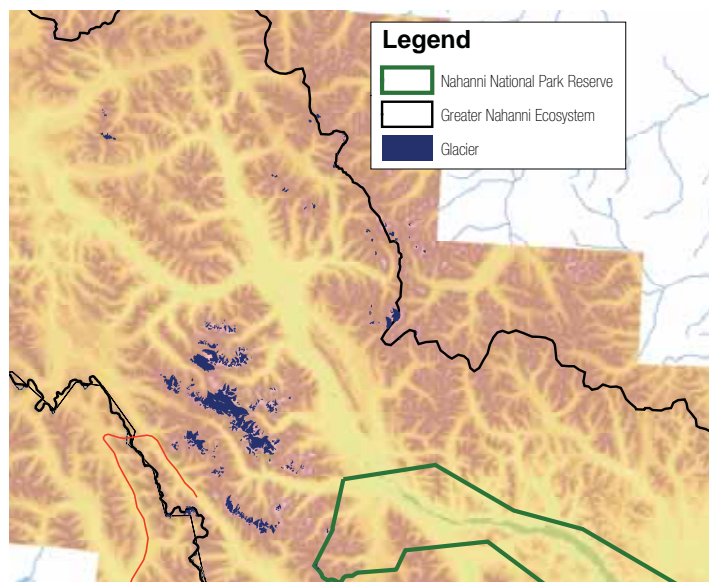 Legend
Nahanni National Park Reserve
Greater Nahanni Ecosystem
Glacier